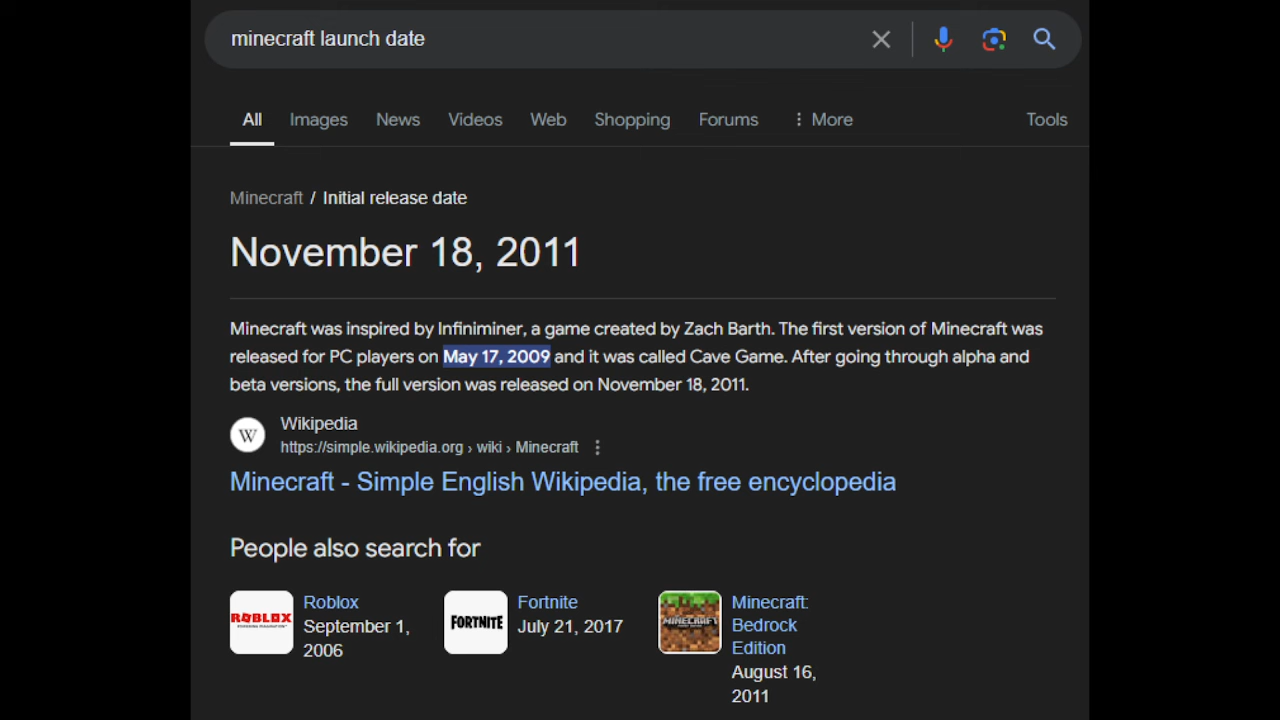 minecraft launch date
All Images News Videos Web Shopping Forums More Tools
Minecraft / Initial release date
November 18, 2011
Minecraft was inspired by Infiniminer, a game created by Zach Barth. The first version of Minecraft was
released for PC players on May 17, 2009 and it was called Cave Game. After going through alpha and
beta versions, the full version was released on November 18, 2011.
W
Wikipedia
https://simple.wikipedia.org › wiki › Minecraft
Minecraft - Simple English Wikipedia, the free encyclopedia
People also search for
ROBLOX
Roblox
September 1,
2006
FORTNITE
Fortnite
July 21, 2017
MINECRAFT
Minecraft:
Bedrock
Edition
August 16,
2011